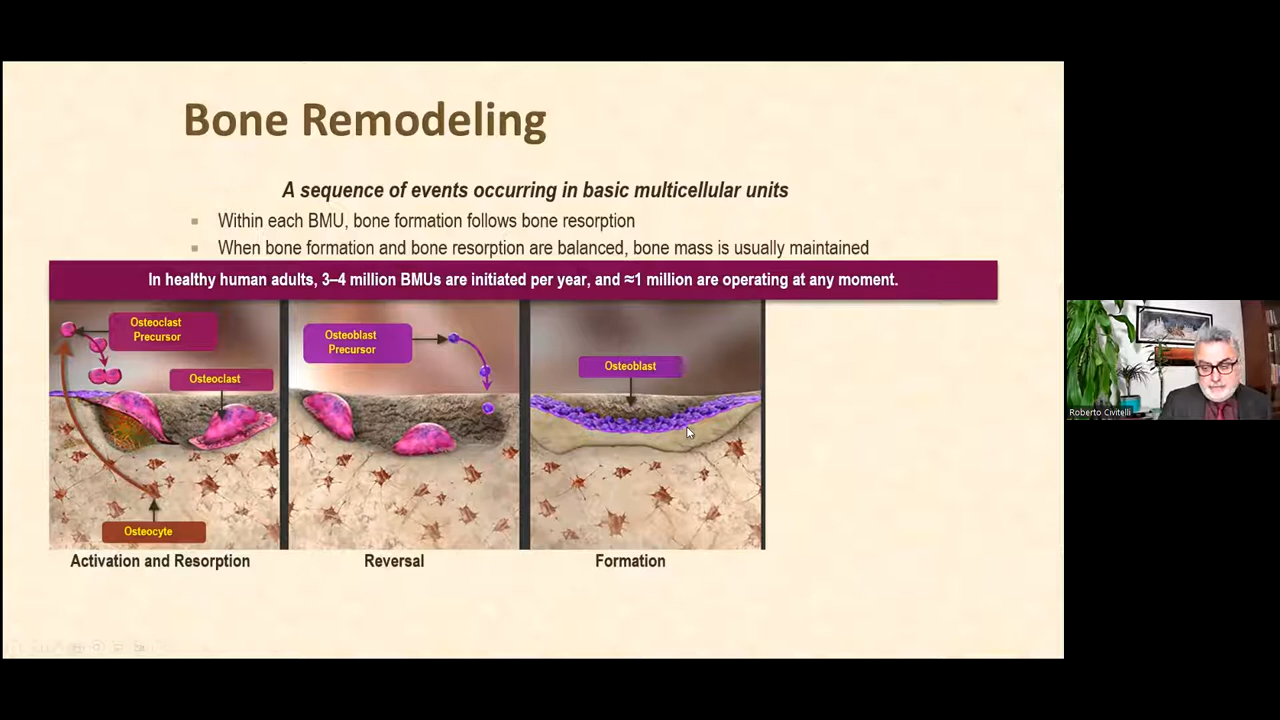 Bone Remodeling
A sequence of events occurring in basic multicellular units
▪ Within each BMU, bone formation follows bone resorption
▪ When bone formation and bone resorption are balanced, bone mass is usually maintained
In healthy human adults, 3–4 million BMUs are initiated per year, and ≈1 million are operating at any moment.
Osteoclast
Precursor
Osteoclast
Osteocyte
Activation and Resorption
Osteoblast
Precursor
Reversal
Osteoblast
Formation
Roberto Civitelli